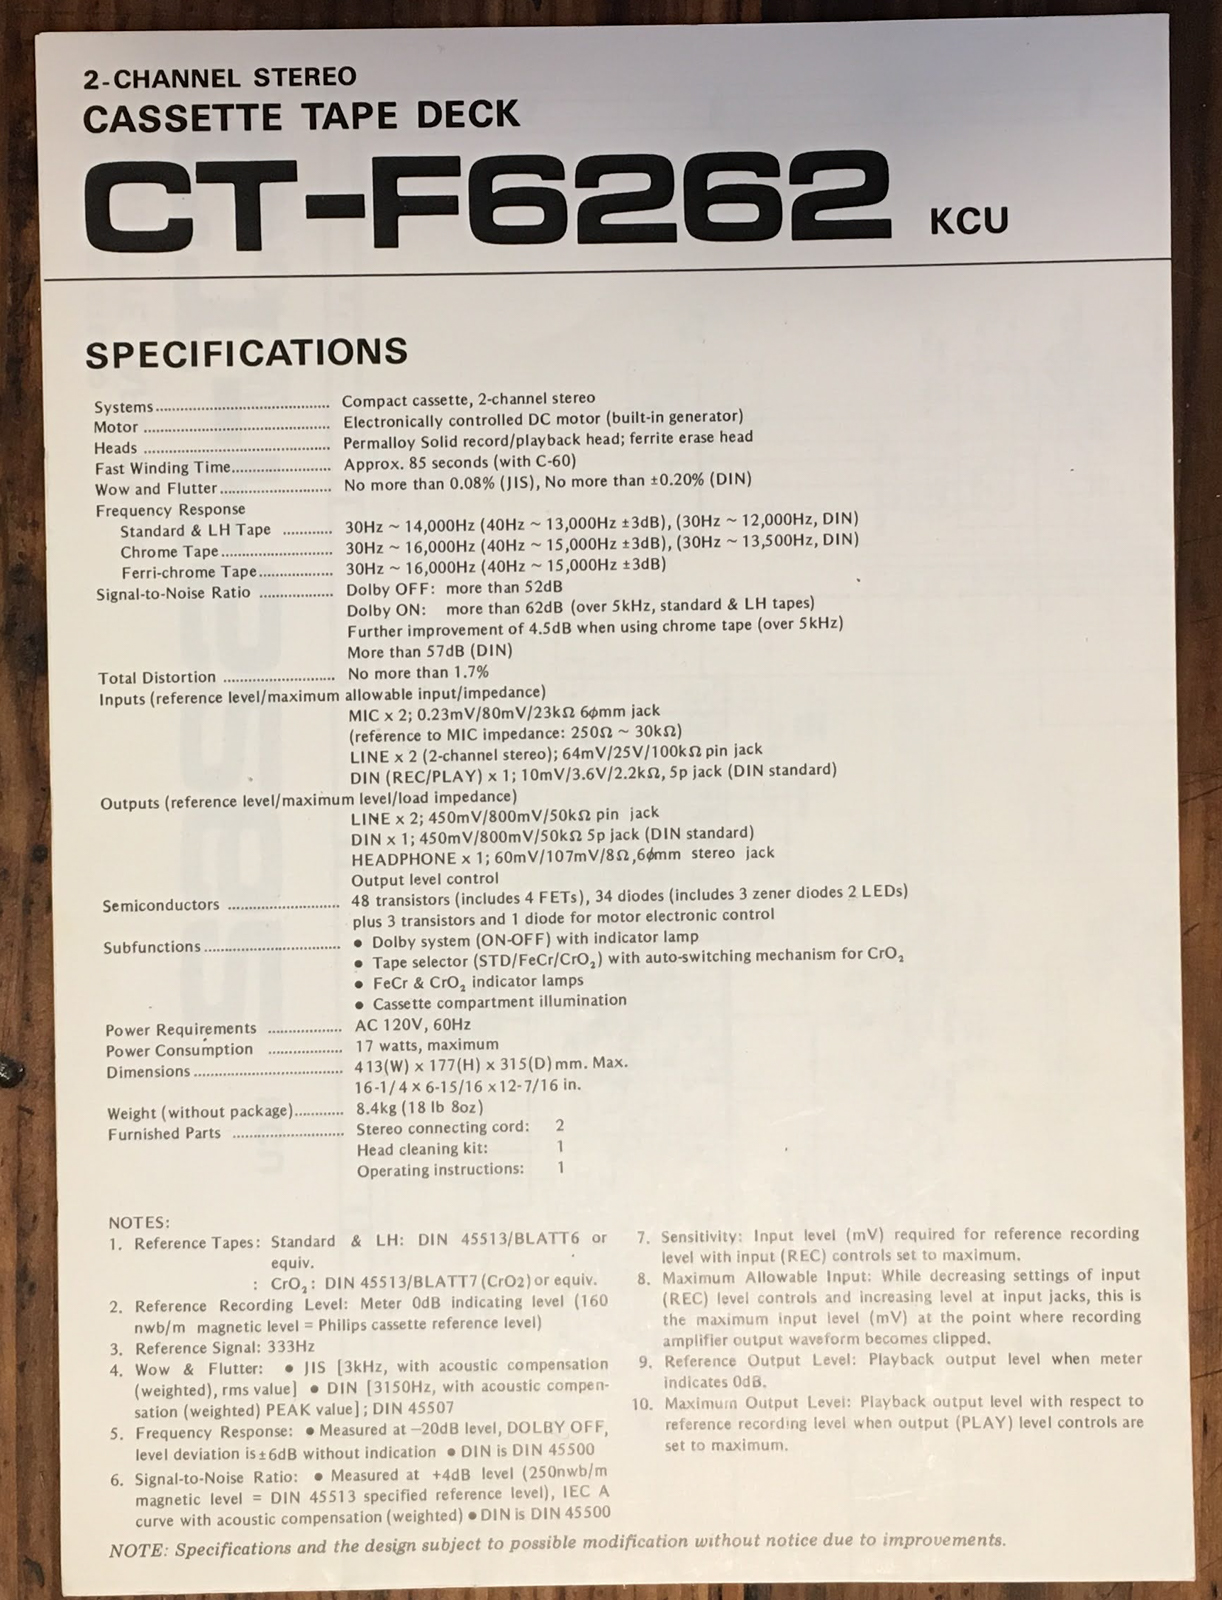 2-CHANNEL STEREO
CASSETTE TAPE DECK
CT-F6262 KCU
SPECIFICATIONS
Systems............................................ Compact cassette, 2-channel stereo
Motor ............................................... Electronically controlled DC motor (built-in generator)
Heads ............................................... Permalloy Solid record/playback head; ferrite erase head
Fast Winding Time......................... Approx. 85 seconds (with C-60)
Wow and Flutter............................ No more than 0.08% (JIS), No more than ±0.20% (DIN)
Frequency Response
Standard & LH Tape ............ 30Hz ~ 14,000Hz (40Hz ~ 13,000Hz ±3dB), (30Hz ~ 12,000Hz, DIN)
Chrome Tape............................ 30Hz ~ 16,000Hz (40Hz ~ 15,000Hz ±3dB), (30Hz ~ 13,500Hz, DIN)
Ferri-chrome Tape.................. 30Hz ~ 16,000Hz (40Hz ~ 15,000Hz ±3dB)
Signal-to-Noise Ratio .................. Dolby OFF: more than 52dB
Dolby ON: more than 62dB (over 5kHz, standard & LH tapes)
Further improvement of 4.5dB when using chrome tape (over 5kHz)
More than 57dB (DIN)
Total Distortion ............................ No more than 1.7%
Inputs (reference level/maximum allowable input/impedance)
MIC x 2; 0.23mV/80mV/23kΩ 6φmm jack
(reference to MIC impedance: 250Ω ~ 30kΩ)
LINE x 2 (2-channel stereo); 64mV/25V/100kΩ pin jack
DIN (REC/PLAY) x 1; 10mV/3.6V/2.2kΩ, 5p jack (DIN standard)
Outputs (reference level/maximum level/load impedance)
LINE x 2; 450mV/800mV/50kΩ pin jack
DIN x 1; 450mV/800mV/50kΩ 5p jack (DIN standard)
HEADPHONE x 1; 60mV/107mV/8Ω,6φmm stereo jack
Output level control
Semiconductors ............................ 48 transistors (includes 4 FETs), 34 diodes (includes 3 zener diodes 2 LEDs)
plus 3 transistors and 1 diode for motor electronic control
Subfunctions.................................. ● Dolby system (ON-OFF) with indicator lamp
● Tape selector (STD/FeCr/CrO₂) with auto-switching mechanism for CrO₂
● FeCr & CrO₂ indicator lamps
● Cassette compartment illumination
Power Requirements .................. AC 120V, 60Hz
Power Consumption .................. 17 watts, maximum
Dimensions..................................... 413(W) x 177(H) x 315(D)mm. Max.
16-1/4 x 6-15/16 x 12-7/16 in.
Weight (without package)............ 8.4kg (18 lb 8oz)
Furnished Parts ............................ Stereo connecting cord: 2
Head cleaning kit: 1
Operating instructions: 1
NOTES:
1. Reference Tapes: Standard & LH: DIN 45513/BLATT6 or
equiv.
: CrO₂: DIN 45513/BLATT7 (CrO2) or equiv.
2. Reference Recording Level: Meter 0dB indicating level (160
nwb/m magnetic level = Philips cassette reference level)
3. Reference Signal: 333Hz
4. Wow & Flutter: ● JIS [3kHz, with acoustic compensation
(weighted), rms value] ● DIN [3150Hz, with acoustic compen-
sation (weighted) PEAK value]; DIN 45507
5. Frequency Response: ● Measured at –20dB level, DOLBY OFF,
level deviation is ±6dB without indication ● DIN is DIN 45500
6. Signal-to-Noise Ratio: ● Measured at +4dB level (250nwb/m
magnetic level = DIN 45513 specified reference level), IEC A
curve with acoustic compensation (weighted) ● DIN is DIN 45500
7. Sensitivity: Input level (mV) required for reference recording
level with input (REC) controls set to maximum.
8. Maximum Allowable Input: While decreasing settings of input
(REC) level controls and increasing level at input jacks, this is
the maximum input level (mV) at the point where recording
amplifier output waveform becomes clipped.
9. Reference Output Level: Playback output level when meter
indicates 0dB.
10. Maximum Output Level: Playback output level with respect to
reference recording level when output (PLAY) level controls are
set to maximum.
NOTE: Specifications and the design subject to possible modification without notice due to improvements.